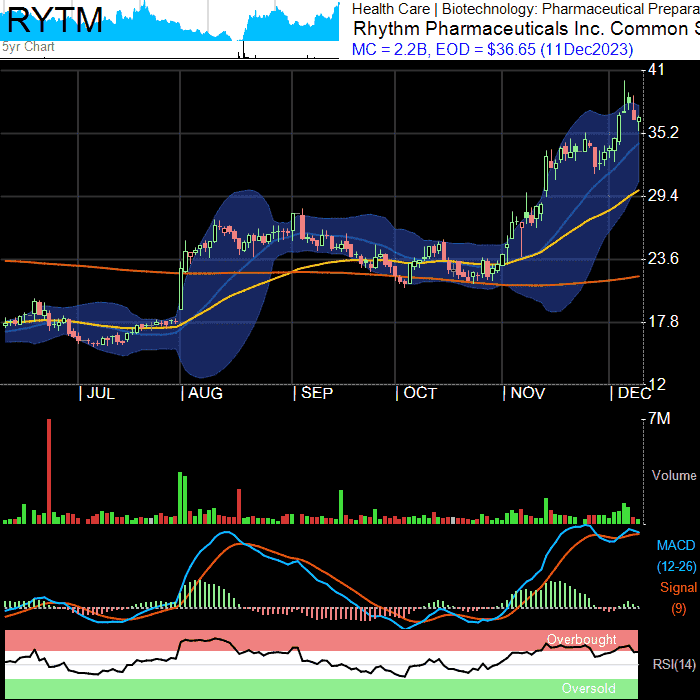 RYTM
5yr Chart
Health Care | Biotechnology: Pharmaceutical Prepara
Rhythm Pharmaceuticals Inc. Common S
MC = 2.2B, EOD = $36.65 (11Dec2023)
41
35.2
29.4
23.6
17.8
12
JUL
AUG
SEP
OCT
NOV
DEC
7M
Volume
MACD
(12-26)
Signal
(9)
Overbought
RSI(14)
Oversold